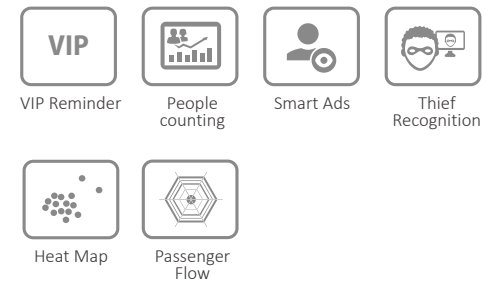 VIP
VIP Reminder
People
counting
Smart Ads
Thief
Recognition
Heat Map
Passenger
Flow